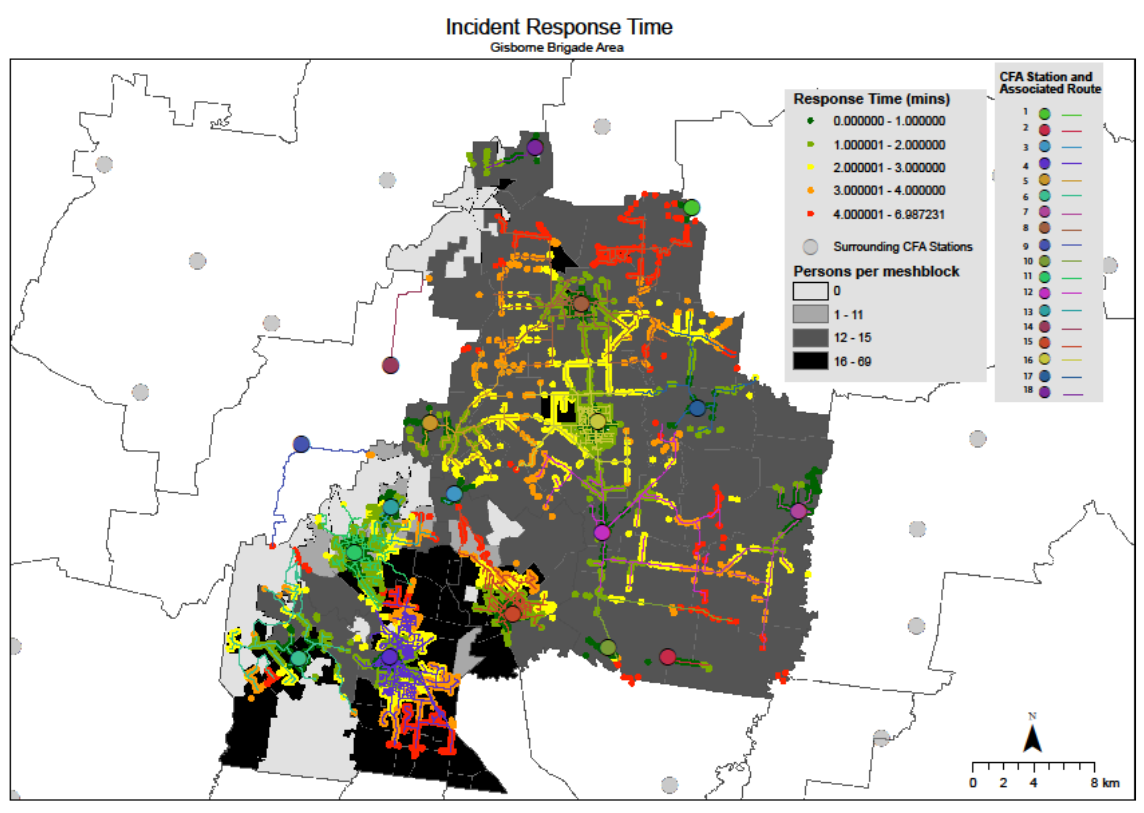 Incident Response Time
Gisborne Brigade Area
Response Time (mins)
0.000000 - 1.000000
1.000001 - 2.000000
2.000001 - 3.000000
3.000001 - 4.000000
4.000001 - 6.987231
Surrounding CFA Stations
Persons per meshblock
0
1 - 11
12 - 15
16 - 69
CFA Station and
Associated Route
1
2
3
4
5
6
7
8
9
10
11
12
13
14
15
16
17
18
N
0 2 4 8 km